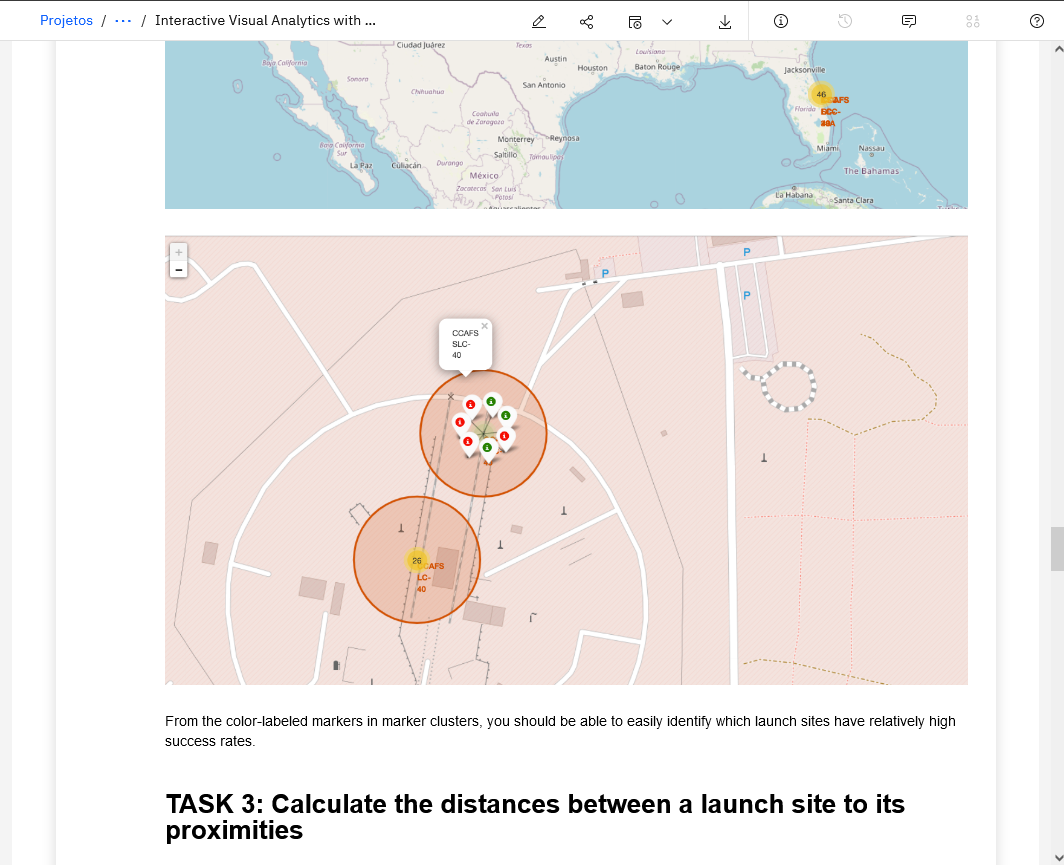 Projetos / ... / Interactive Visual Analytics with ...
Ciudad Juárez
Texas
Louisiana
Austin
Houston
Baton Rouge
Jacksonville
Baja California
Sonora
San Antonio
Chihuahua
46
Florida
Coahuila
de Zaragoza
Monterrey
Reynosa
Baja California
Sur
La Paz
Culiacán
Durango
Saltillo
Tamaulipas
Miami
Nassau
México
The Bahamas
Zacatecas
San Luis
Potosí
La Habana
Santa Clara
Aguascalientes
+
−
P
P
P
CCAFS
SLC-
40
×
26
CCAFS
LC-
40
From the color-labeled markers in marker clusters, you should be able to easily identify which launch sites have relatively high
success rates.
TASK 3: Calculate the distances between a launch site to its
proximities